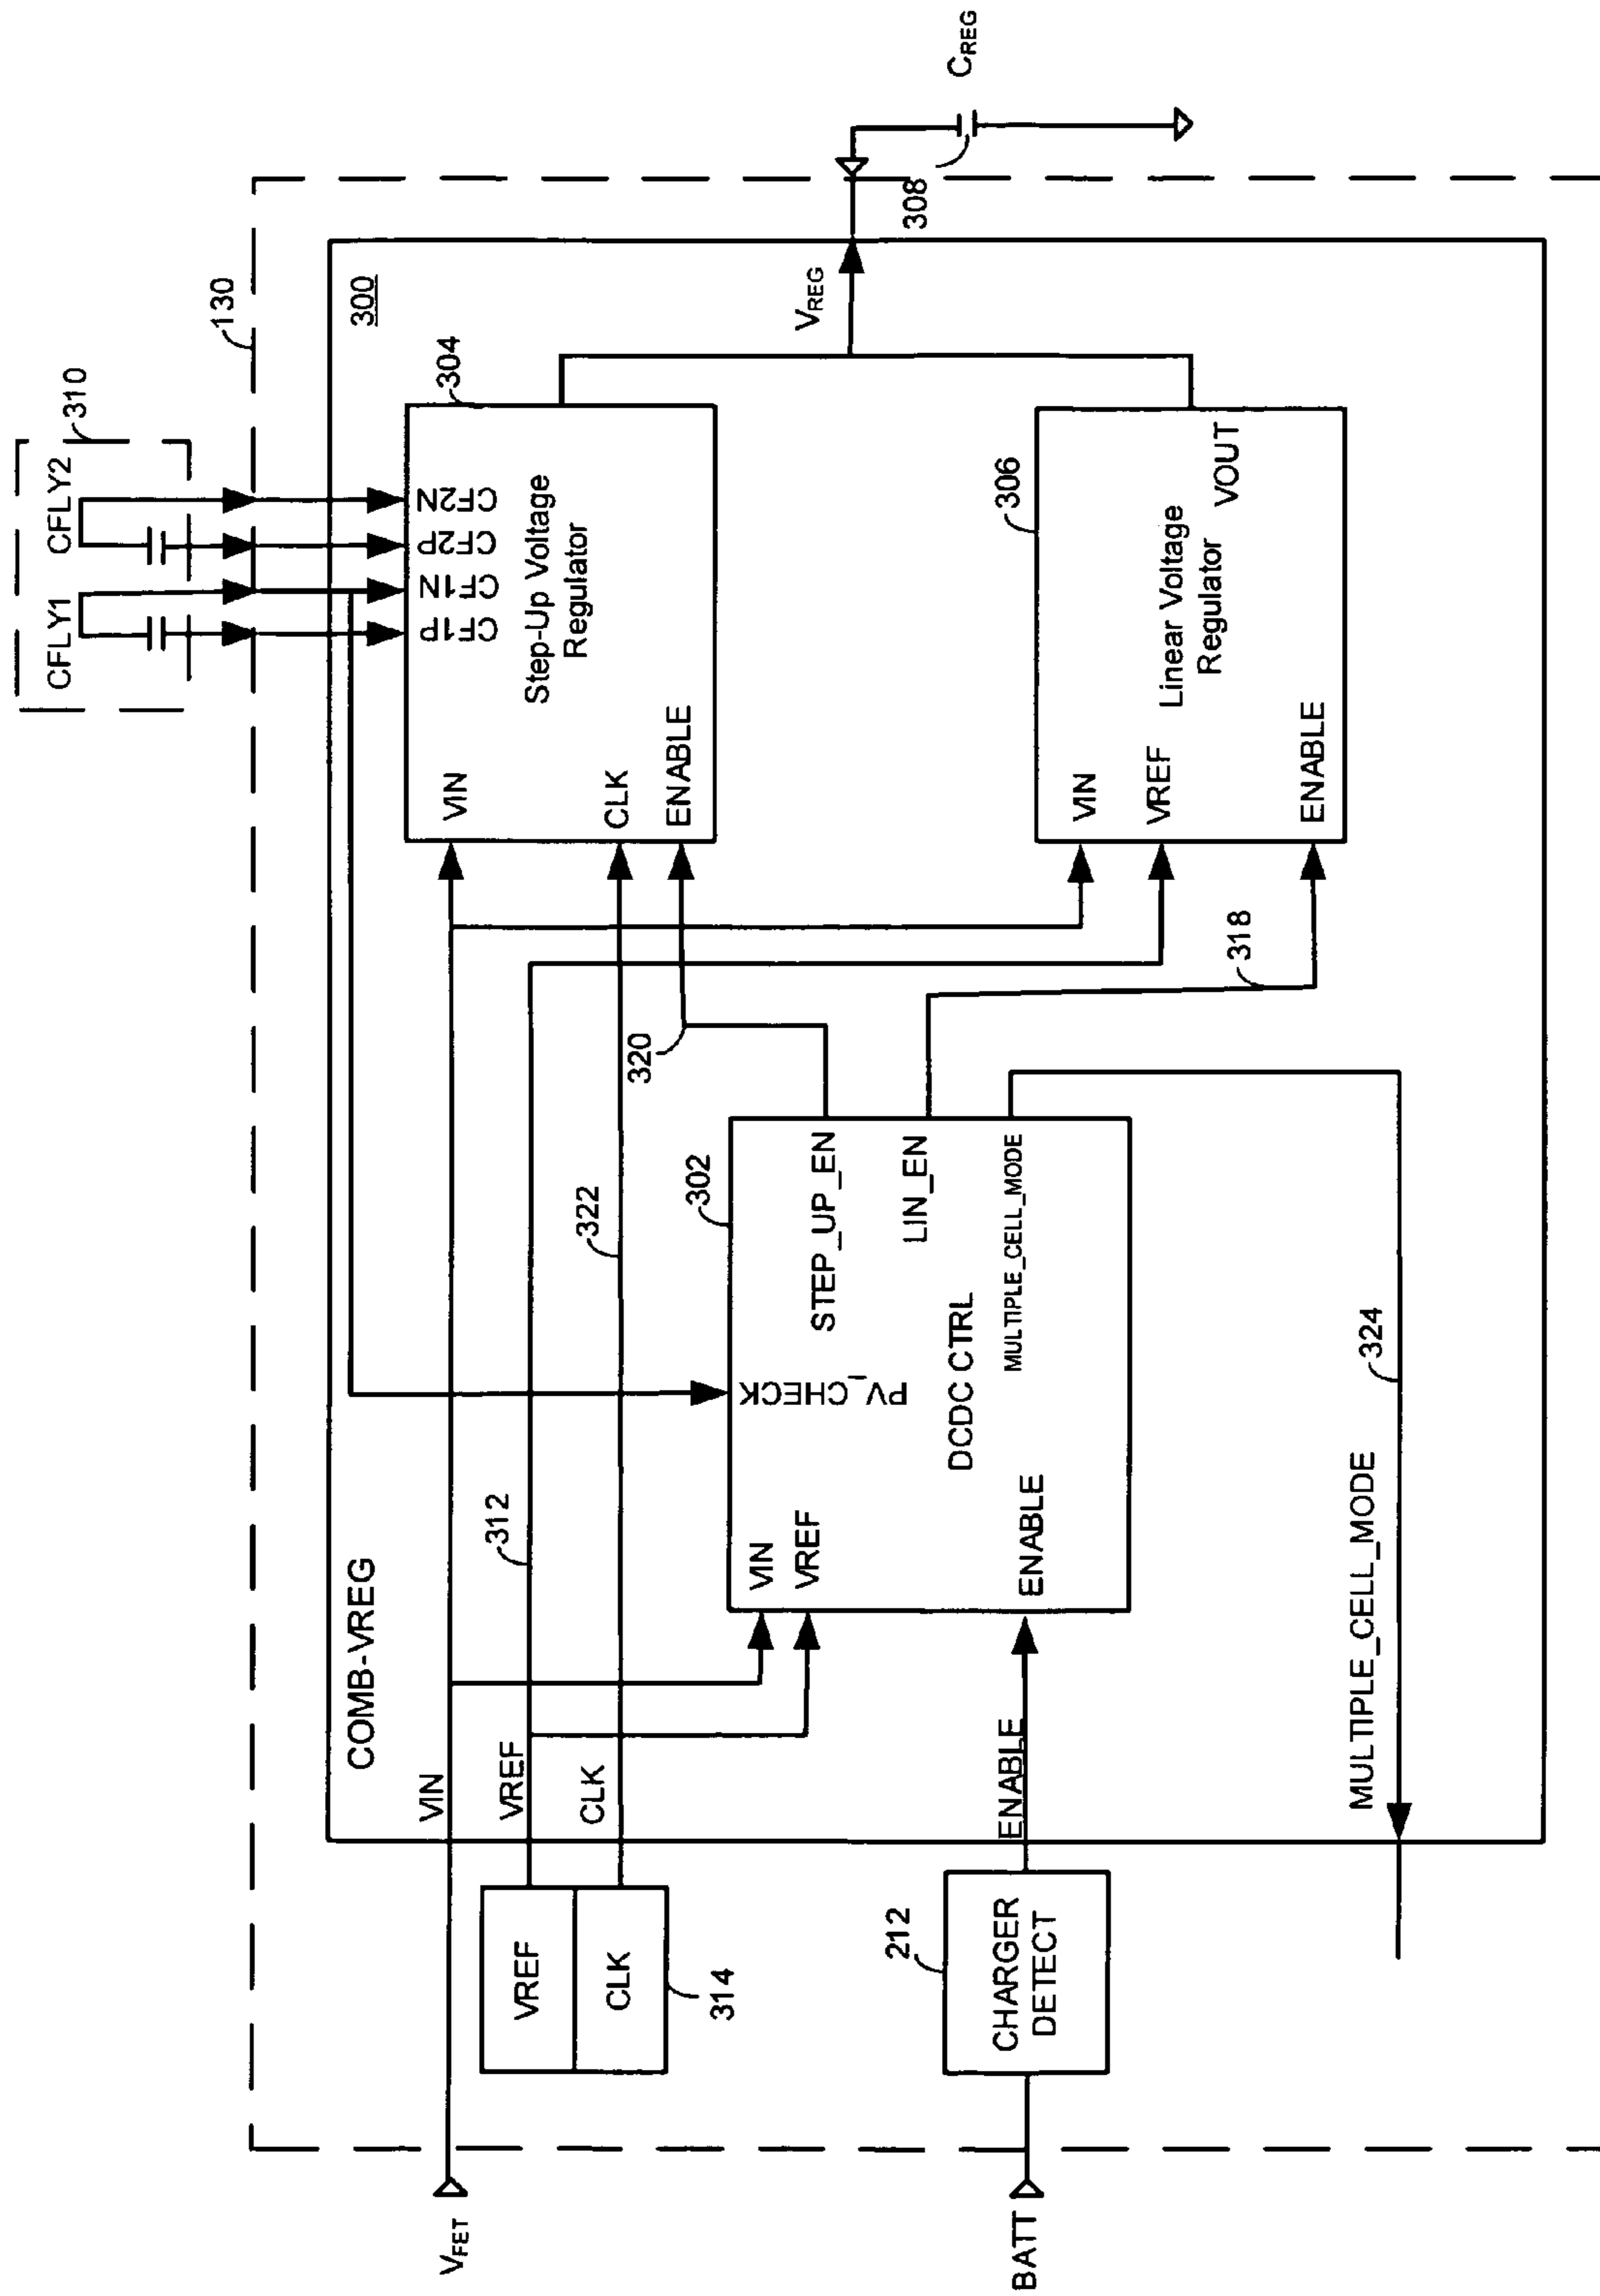 310
CFLY1
CFLY2
130
COMB-VREG
300
VIN
VREF
CLK
312
322
320
318
304
CF1P
CF1N
CF2P
CF2N
Step-Up Voltage
Regulator
VIN
CLK
ENABLE
302
PV_CHECK
VIN
VREF
STEP_UP_EN
LIN_EN
MULTIPLE_CELL_MODE
DCDC CTRL
ENABLE
306
VIN
VREF
ENABLE
Linear Voltage
Regulator
VOUT
VREG
308
CREG
VFET
VREF
CLK
314
212
CHARGER
DETECT
ENABLE
BATT
MULTIPLE_CELL_MODE
324